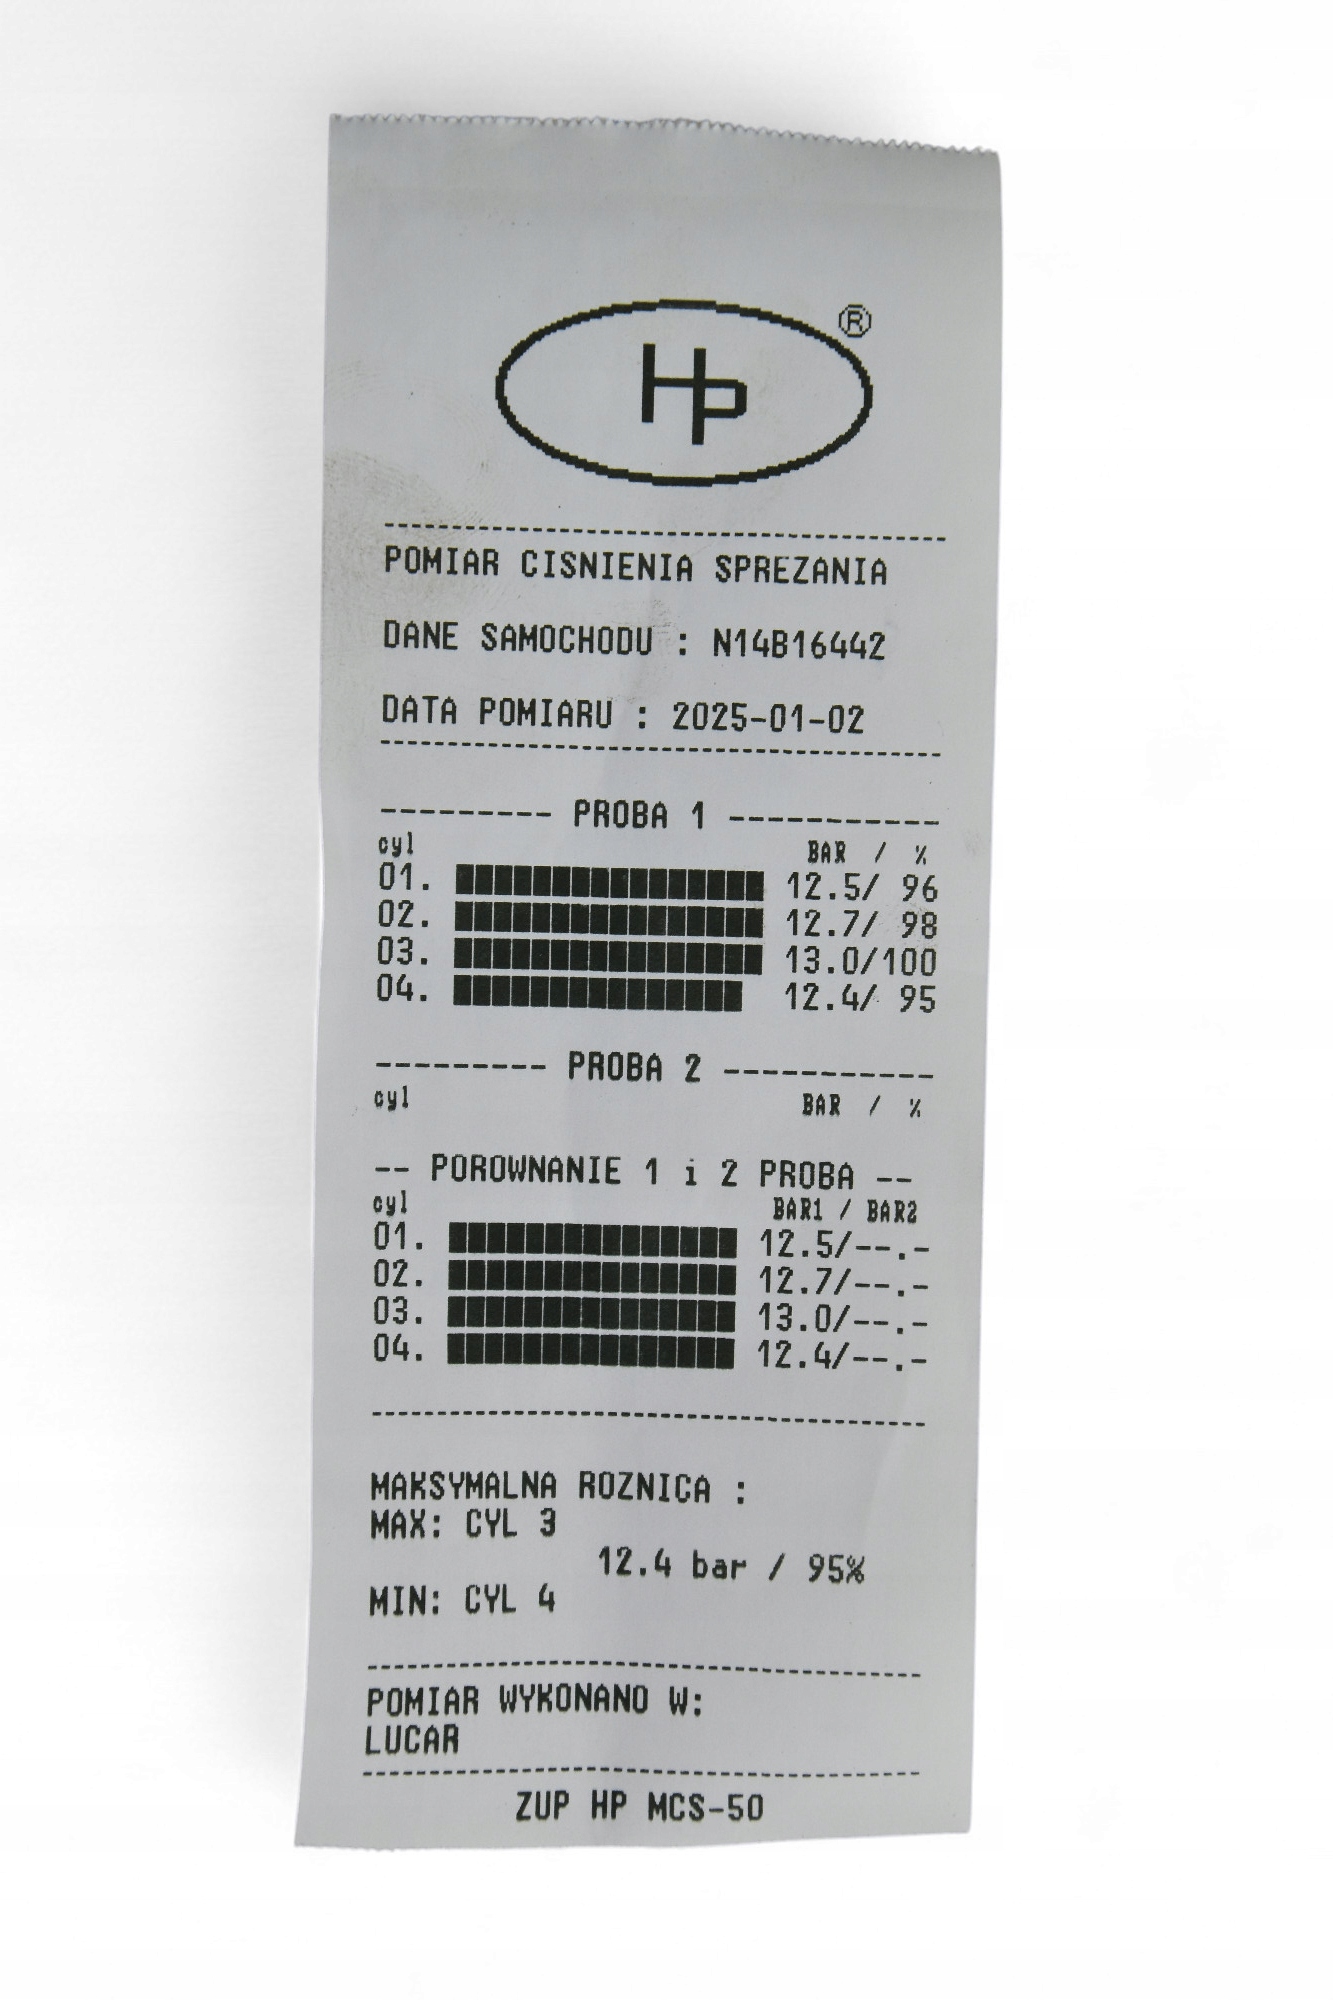 HP ®
POMIAR CISNIENIA SPREZANIA
DANE SAMOCHODU : N14B16442
DATA POMIARU : 2025-01-02
--------- PROBA 1 -----------
cyl BAR / %
01. 12.5/ 96
02. 12.7/ 98
03. 13.0/100
04. 12.4/ 95
--------- PROBA 2 -----------
cyl BAR / %
-- POROWNANIE 1 i 2 PROBA --
cyl BAR1 / BAR2
01. 12.5/--.-
02. 12.7/--.-
03. 13.0/--.-
04. 12.4/--.-
MAKSYMALNA ROZNICA :
MAX: CYL 3
12.4 bar / 95%
MIN: CYL 4
POMIAR WYKONANO W:
LUCAR
ZUP HP MCS-50